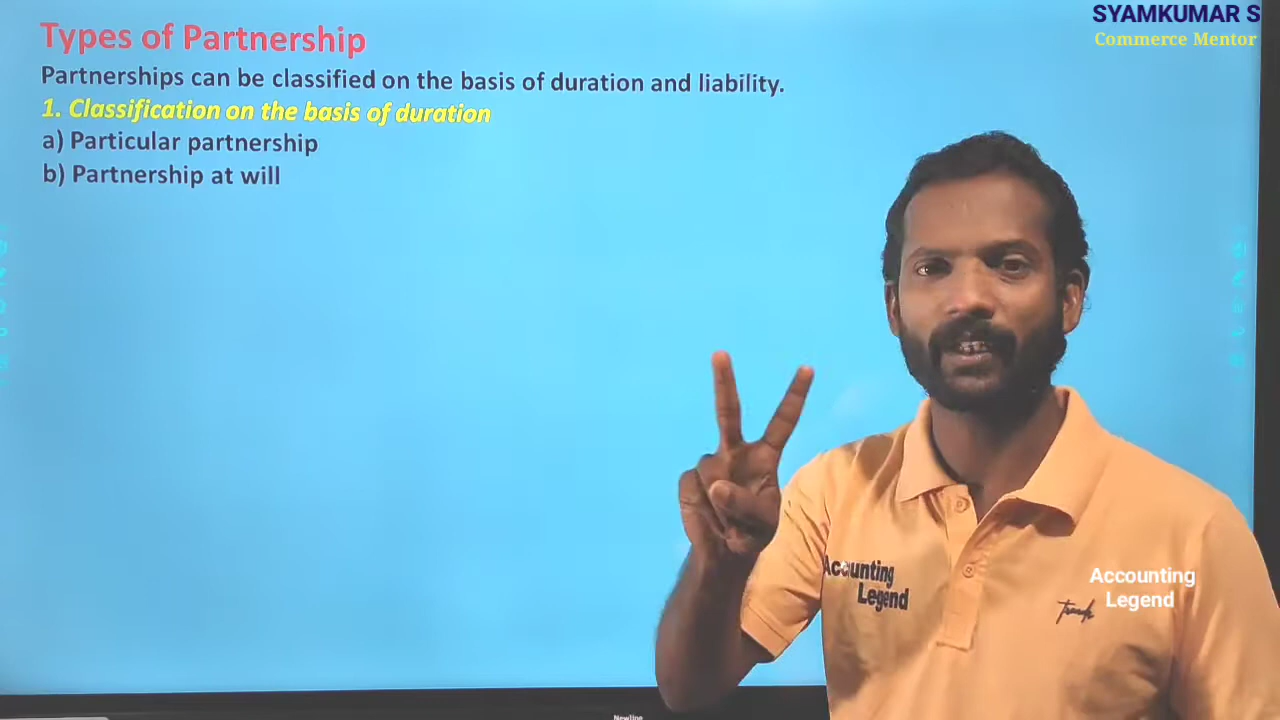 Types of Partnership
Partnerships can be classified on the basis of duration and liability.
1. Classification on the basis of duration
a) Particular partnership
b) Partnership at will
SYAMKUMAR S
Commerce Mentor
Accounting
Legend
Accounting
Legend
Newline